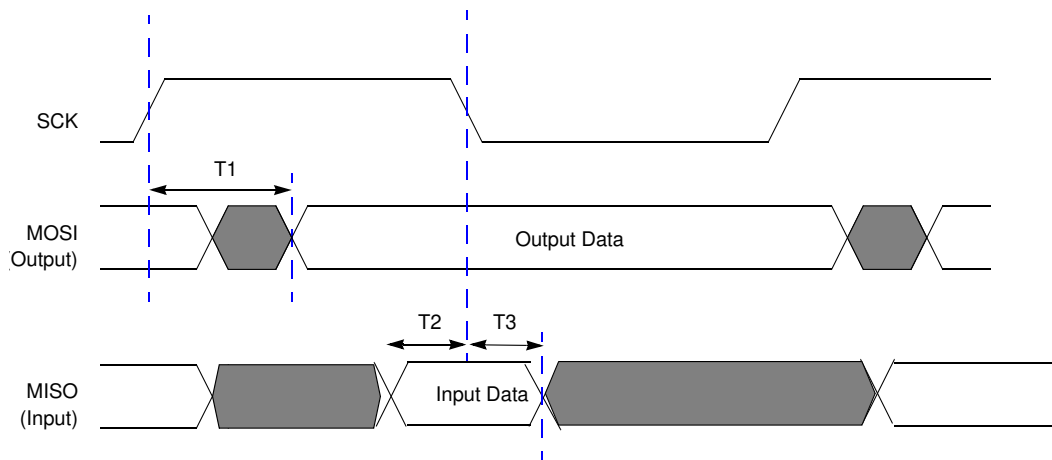 SCK
T1
MOSI
(Output)
Output Data
T2
T3
MISO
(Input)
Input Data